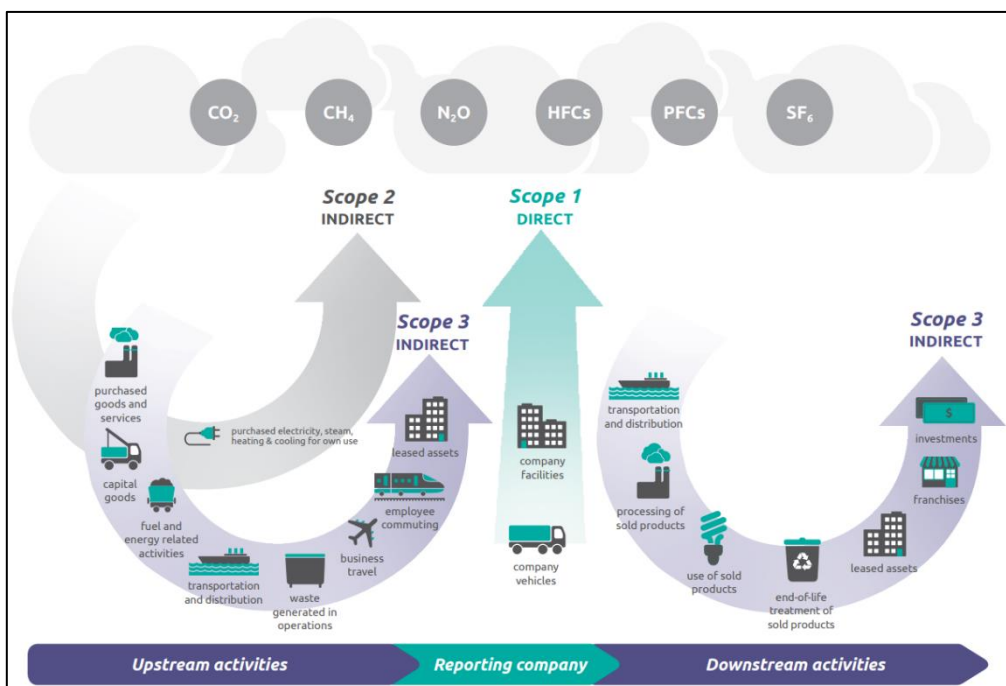 CO₂
CH₄
N₂O
HFCs
PFCs
SF₆
Scope 2
INDIRECT
Scope 1
DIRECT
Scope 3
INDIRECT
Scope 3
INDIRECT
purchased
goods and
services
capital
goods
fuel and
energy related
activities
purchased electricity, steam,
heating & cooling for own use
transportation
and distribution
waste
generated in
operations
business
travel
employee
commuting
leased assets
company
facilities
company
vehicles
transportation
and distribution
processing of
sold products
use of sold
products
end-of-life
treatment of
sold products
leased assets
franchises
$
investments
Upstream activities
Reporting company
Downstream activities